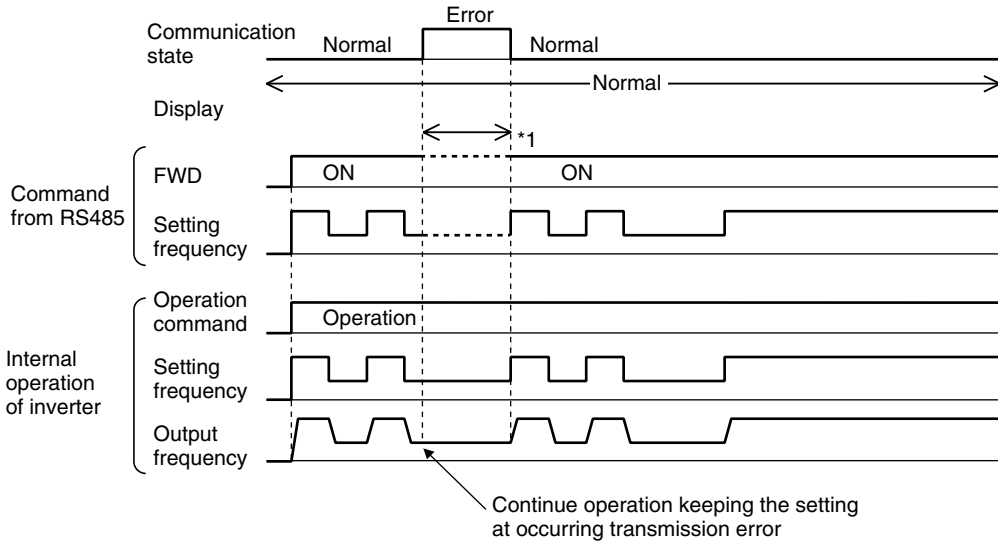 Error
Communication
state
Normal
Normal
Normal
Display
*1
Command
from RS485
FWD
ON
ON
Setting
frequency
Internal
operation
of inverter
Operation
command
Operation
Setting
frequency
Output
frequency
Continue operation keeping the setting
at occurring transmission error